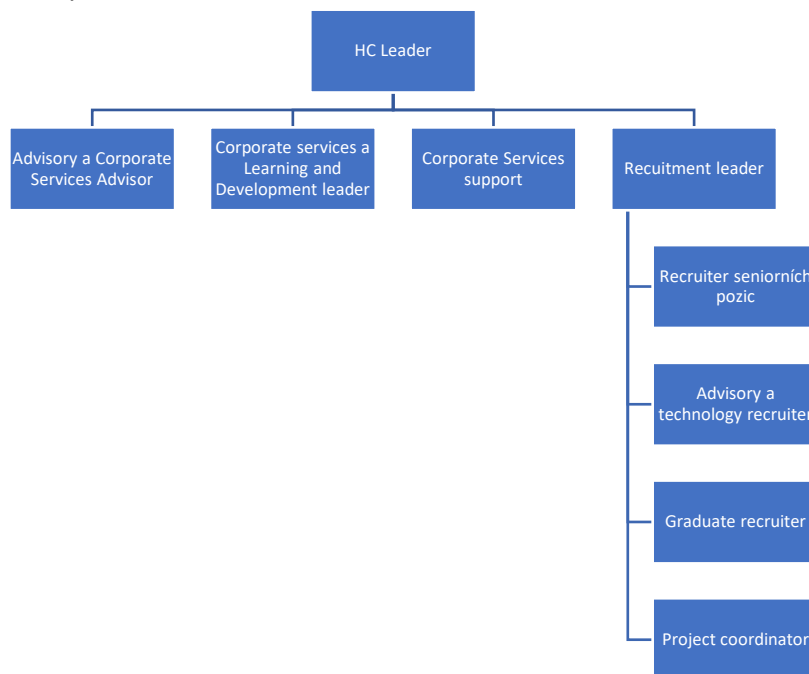 HC Leader
Advisory a Corporate
Services Advisor
Corporate services a
Learning and
Development leader
Corporate Services
support
Recuitment leader
Recruiter seniorních
pozic
Advisory a
technology recruiter
Graduate recruiter
Project coordinator